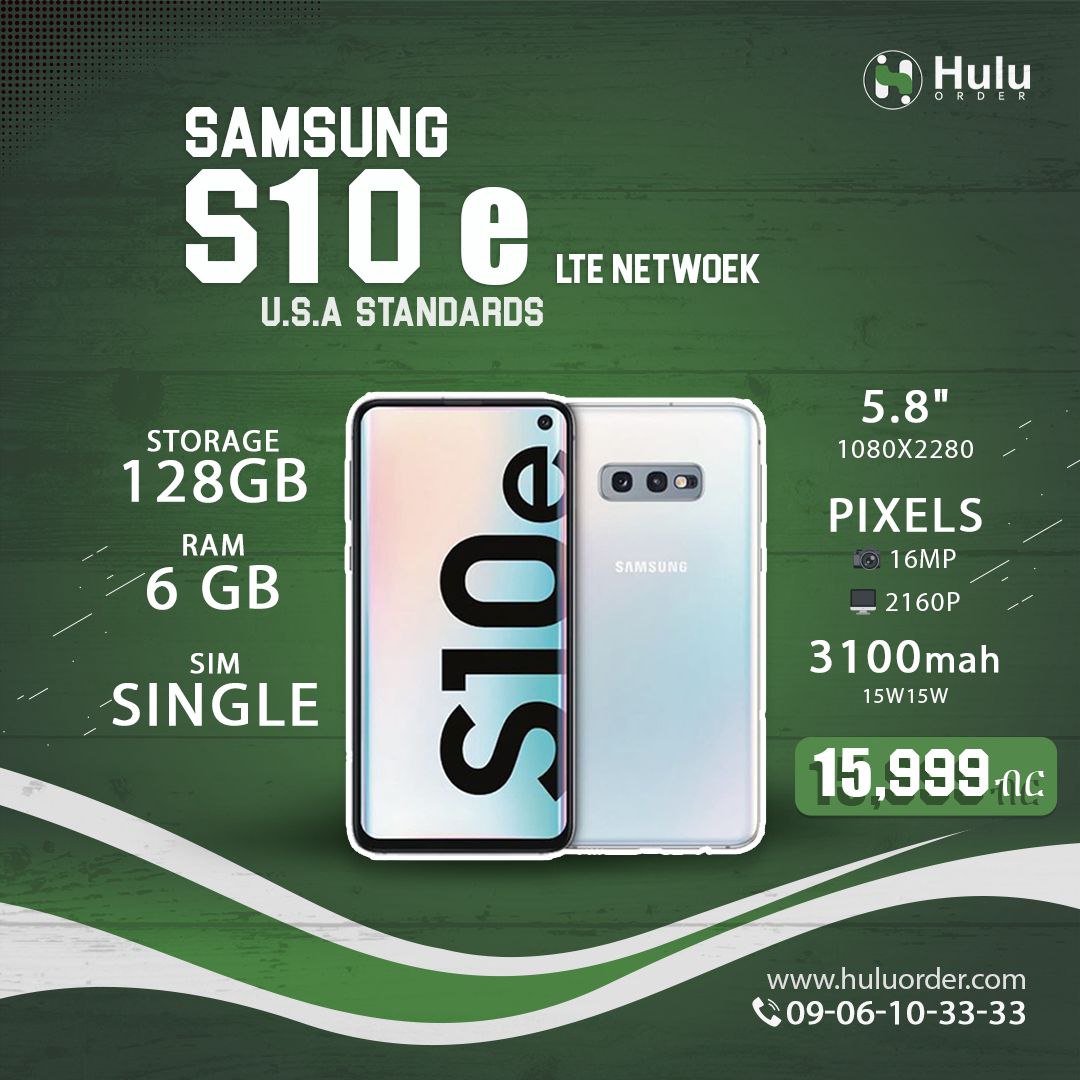 Hulu
ORDER
SAMSUNG
S10 e
LTE NETWOEK
U.S.A STANDARDS
STORAGE
128GB
RAM
6 GB
SIM
SINGLE
S10e
SAMSUNG
5.8"
1080X2280
PIXELS
16MP
2160P
3100mah
15W15W
15,999 ብር
www.huluorder.com
09-06-10-33-33